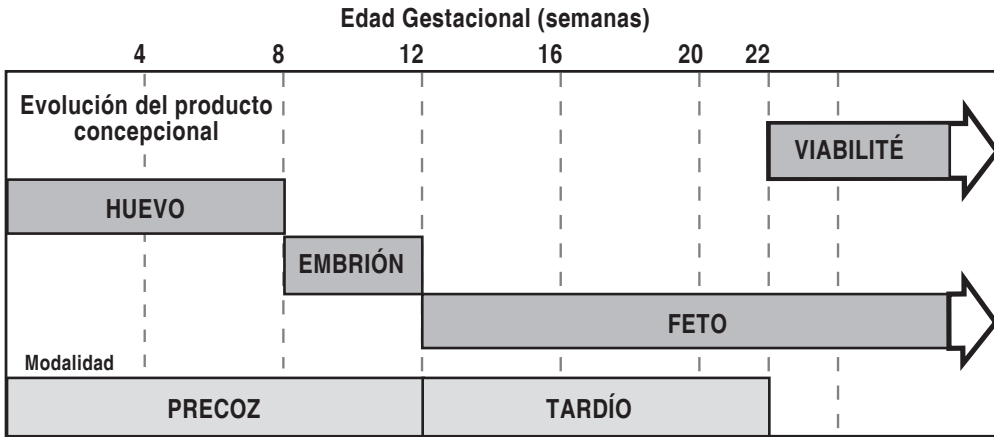 Edad Gestacional (semanas)
4 8 12 16 20 22
Evolución del producto
concepcional
VIABILITÉ
HUEVO
EMBRIÓN
FETO
Modalidad
PRECOZ TARDÍO